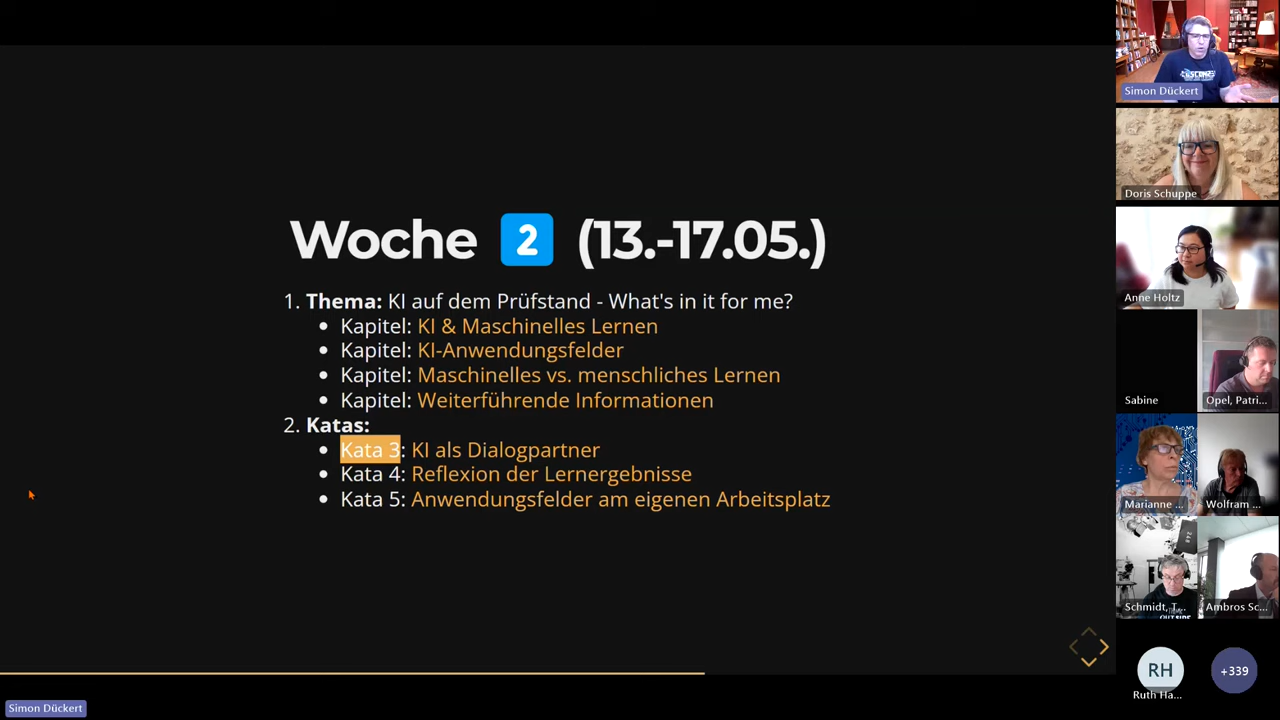 Woche 2 (13.-17.05.)
1. Thema: KI auf dem Prüfstand - What's in it for me?
Kapitel: KI & Maschinelles Lernen
Kapitel: KI-Anwendungsfelder
Kapitel: Maschinelles vs. menschliches Lernen
Kapitel: Weiterführende Informationen
2. Katas:
Kata 3: KI als Dialogpartner
Kata 4: Reflexion der Lernergebnisse
Kata 5: Anwendungsfelder am eigenen Arbeitsplatz
Simon Dückert
Simon Dückert
Doris Schuppe
Anne Holtz
Sabine
Opel, Patri...
Marianne ...
Wolfram ...
Schmidt, T...
Ambros Sc...
RH
Ruth Ha...
+339